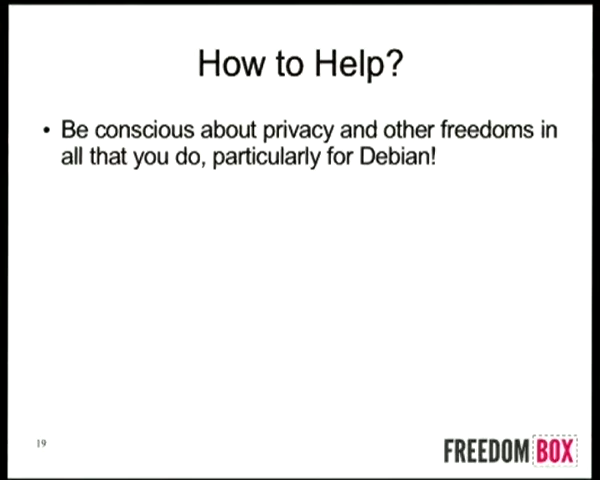 How to Help?
• Be conscious about privacy and other freedoms in
all that you do, particularly for Debian!
19
FREEDOMBOX